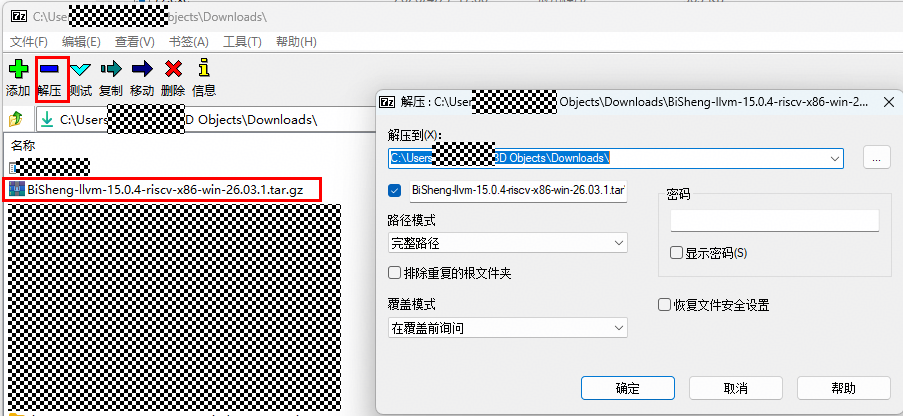 C:\Users\ Objects\Downloads\
文件(F) 编辑(E) 查看(V) 书签(A) 工具(T) 帮助(H)
添加 解压 测试 复制 移动 删除 信息
C:\Users D Objects\Downloads\
名称
BiSheng-llvm-15.0.4-riscv-x86-win-26.03.1.tar.gz
解压 : C:\User Objects\Downloads\BiSheng-llvm-15.0.4-riscv-x86-win-2...
解压到(X):
C:\Users 3D Objects\Downloads\
...
BiSheng-llvm-15.0.4-riscv-x86-win-26.03.1.tar\
路径模式
完整路径
排除重复的根文件夹
覆盖模式
在覆盖前询问
密码
显示密码(S)
恢复文件安全设置
确定 取消 帮助